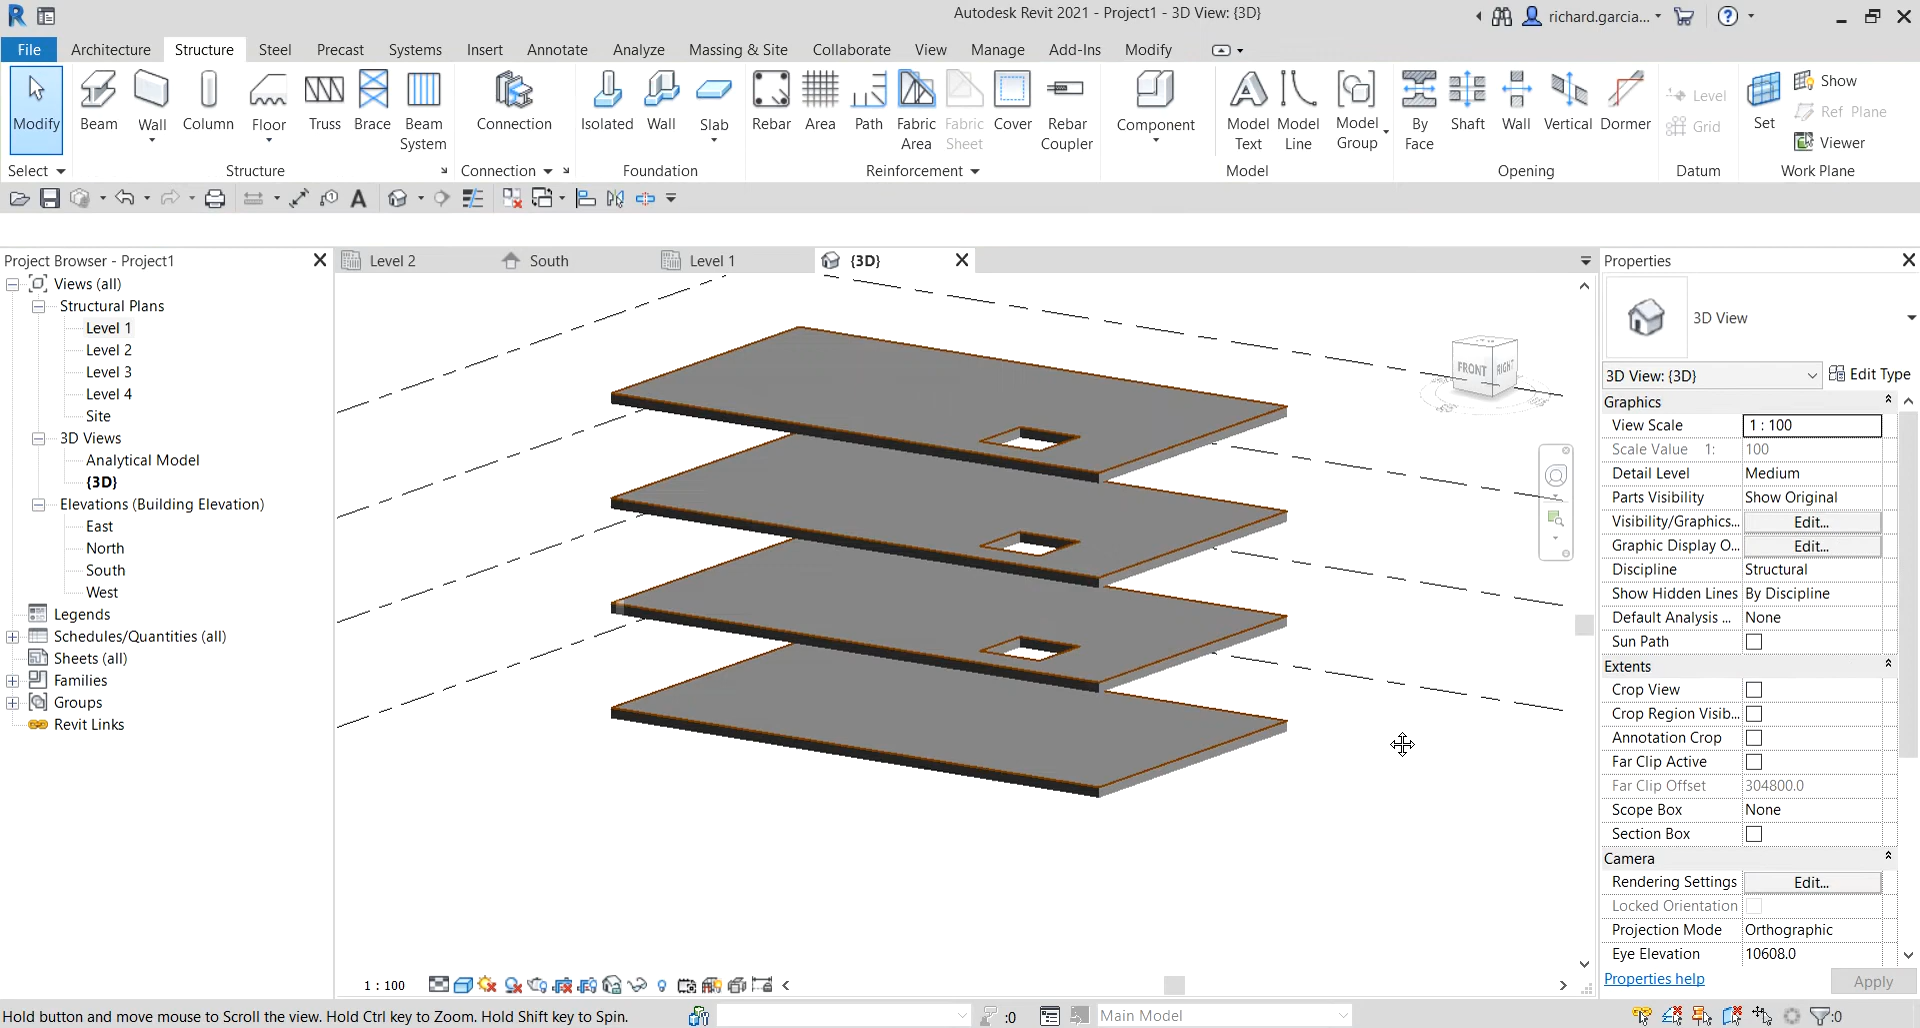 Autodesk Revit 2021 - Project1 - 3D View: {3D}
richard.garcia...
File Architecture Structure Steel Precast Systems Insert Annotate Analyze Massing & Site Collaborate View Manage Add-Ins Modify
Modify
Beam Wall Column Floor Truss Brace Beam System
Connection
Isolated Wall Slab
Rebar Area Path Fabric Area Fabric Sheet Cover Rebar Coupler
Component Model Text Model Line Model Group
By Face Shaft Wall Vertical Dormer
Level
Grid
Set Show
Ref Plane
Viewer
Select Structure Connection Foundation Reinforcement Model Opening Datum Work Plane
Project Browser - Project1
Views (all)
Structural Plans
Level 1
Level 2
Level 3
Level 4
Site
3D Views
Analytical Model
{3D}
Elevations (Building Elevation)
East
North
South
West
Legends
Schedules/Quantities (all)
Sheets (all)
Families
Groups
Revit Links
Level 2 South Level 1 {3D}
FRONT RIGHT
Properties
3D View
3D View: {3D} Edit Type
Graphics
View Scale 1 : 100
Scale Value 1: 100
Detail Level Medium
Parts Visibility Show Original
Visibility/Graphics... Edit...
Graphic Display O... Edit...
Discipline Structural
Show Hidden Lines By Discipline
Default Analysis ... None
Sun Path
Extents
Crop View
Crop Region Visib...
Annotation Crop
Far Clip Active
Far Clip Offset 304800.0
Scope Box None
Section Box
Camera
Rendering Settings Edit...
Locked Orientation
Projection Mode Orthographic
Eye Elevation 10608.0
Properties help Apply
1 : 100
Hold button and move mouse to Scroll the view. Hold Ctrl key to Zoom. Hold Shift key to Spin.
:0
Main Model
:0